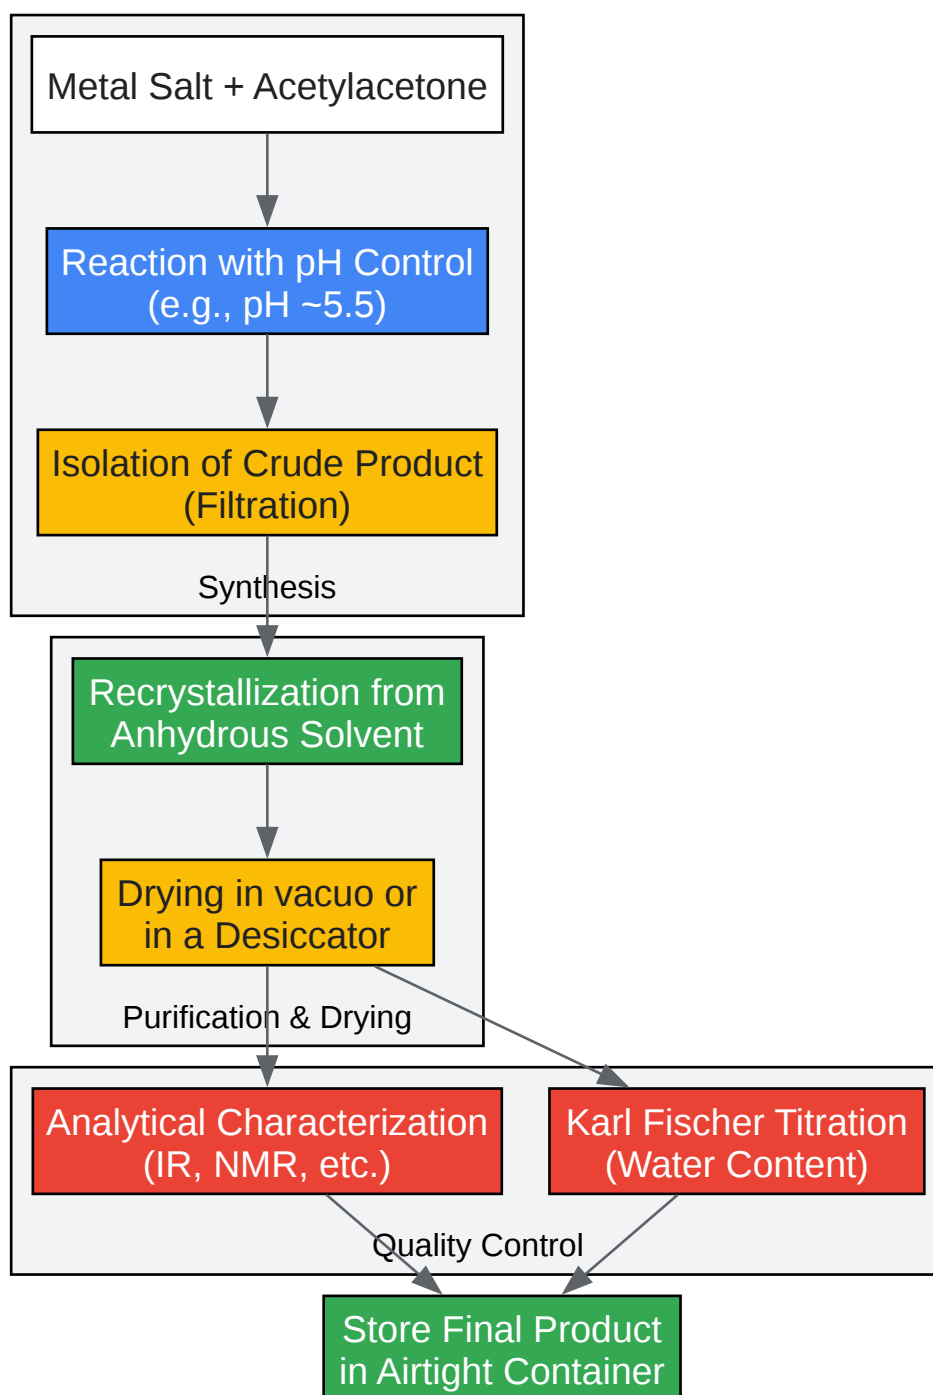 Metal Salt + Acetylacetone
Reaction with pH Control
(e.g., pH ~5.5)
Isolation of Crude Product
(Filtration)
Synthesis
Recrystallization from
Anhydrous Solvent
Drying in vacuo or
in a Desiccator
Purification & Drying
Analytical Characterization
(IR, NMR, etc.)
Karl Fischer Titration
(Water Content)
Quality Control
Store Final Product
in Airtight Container